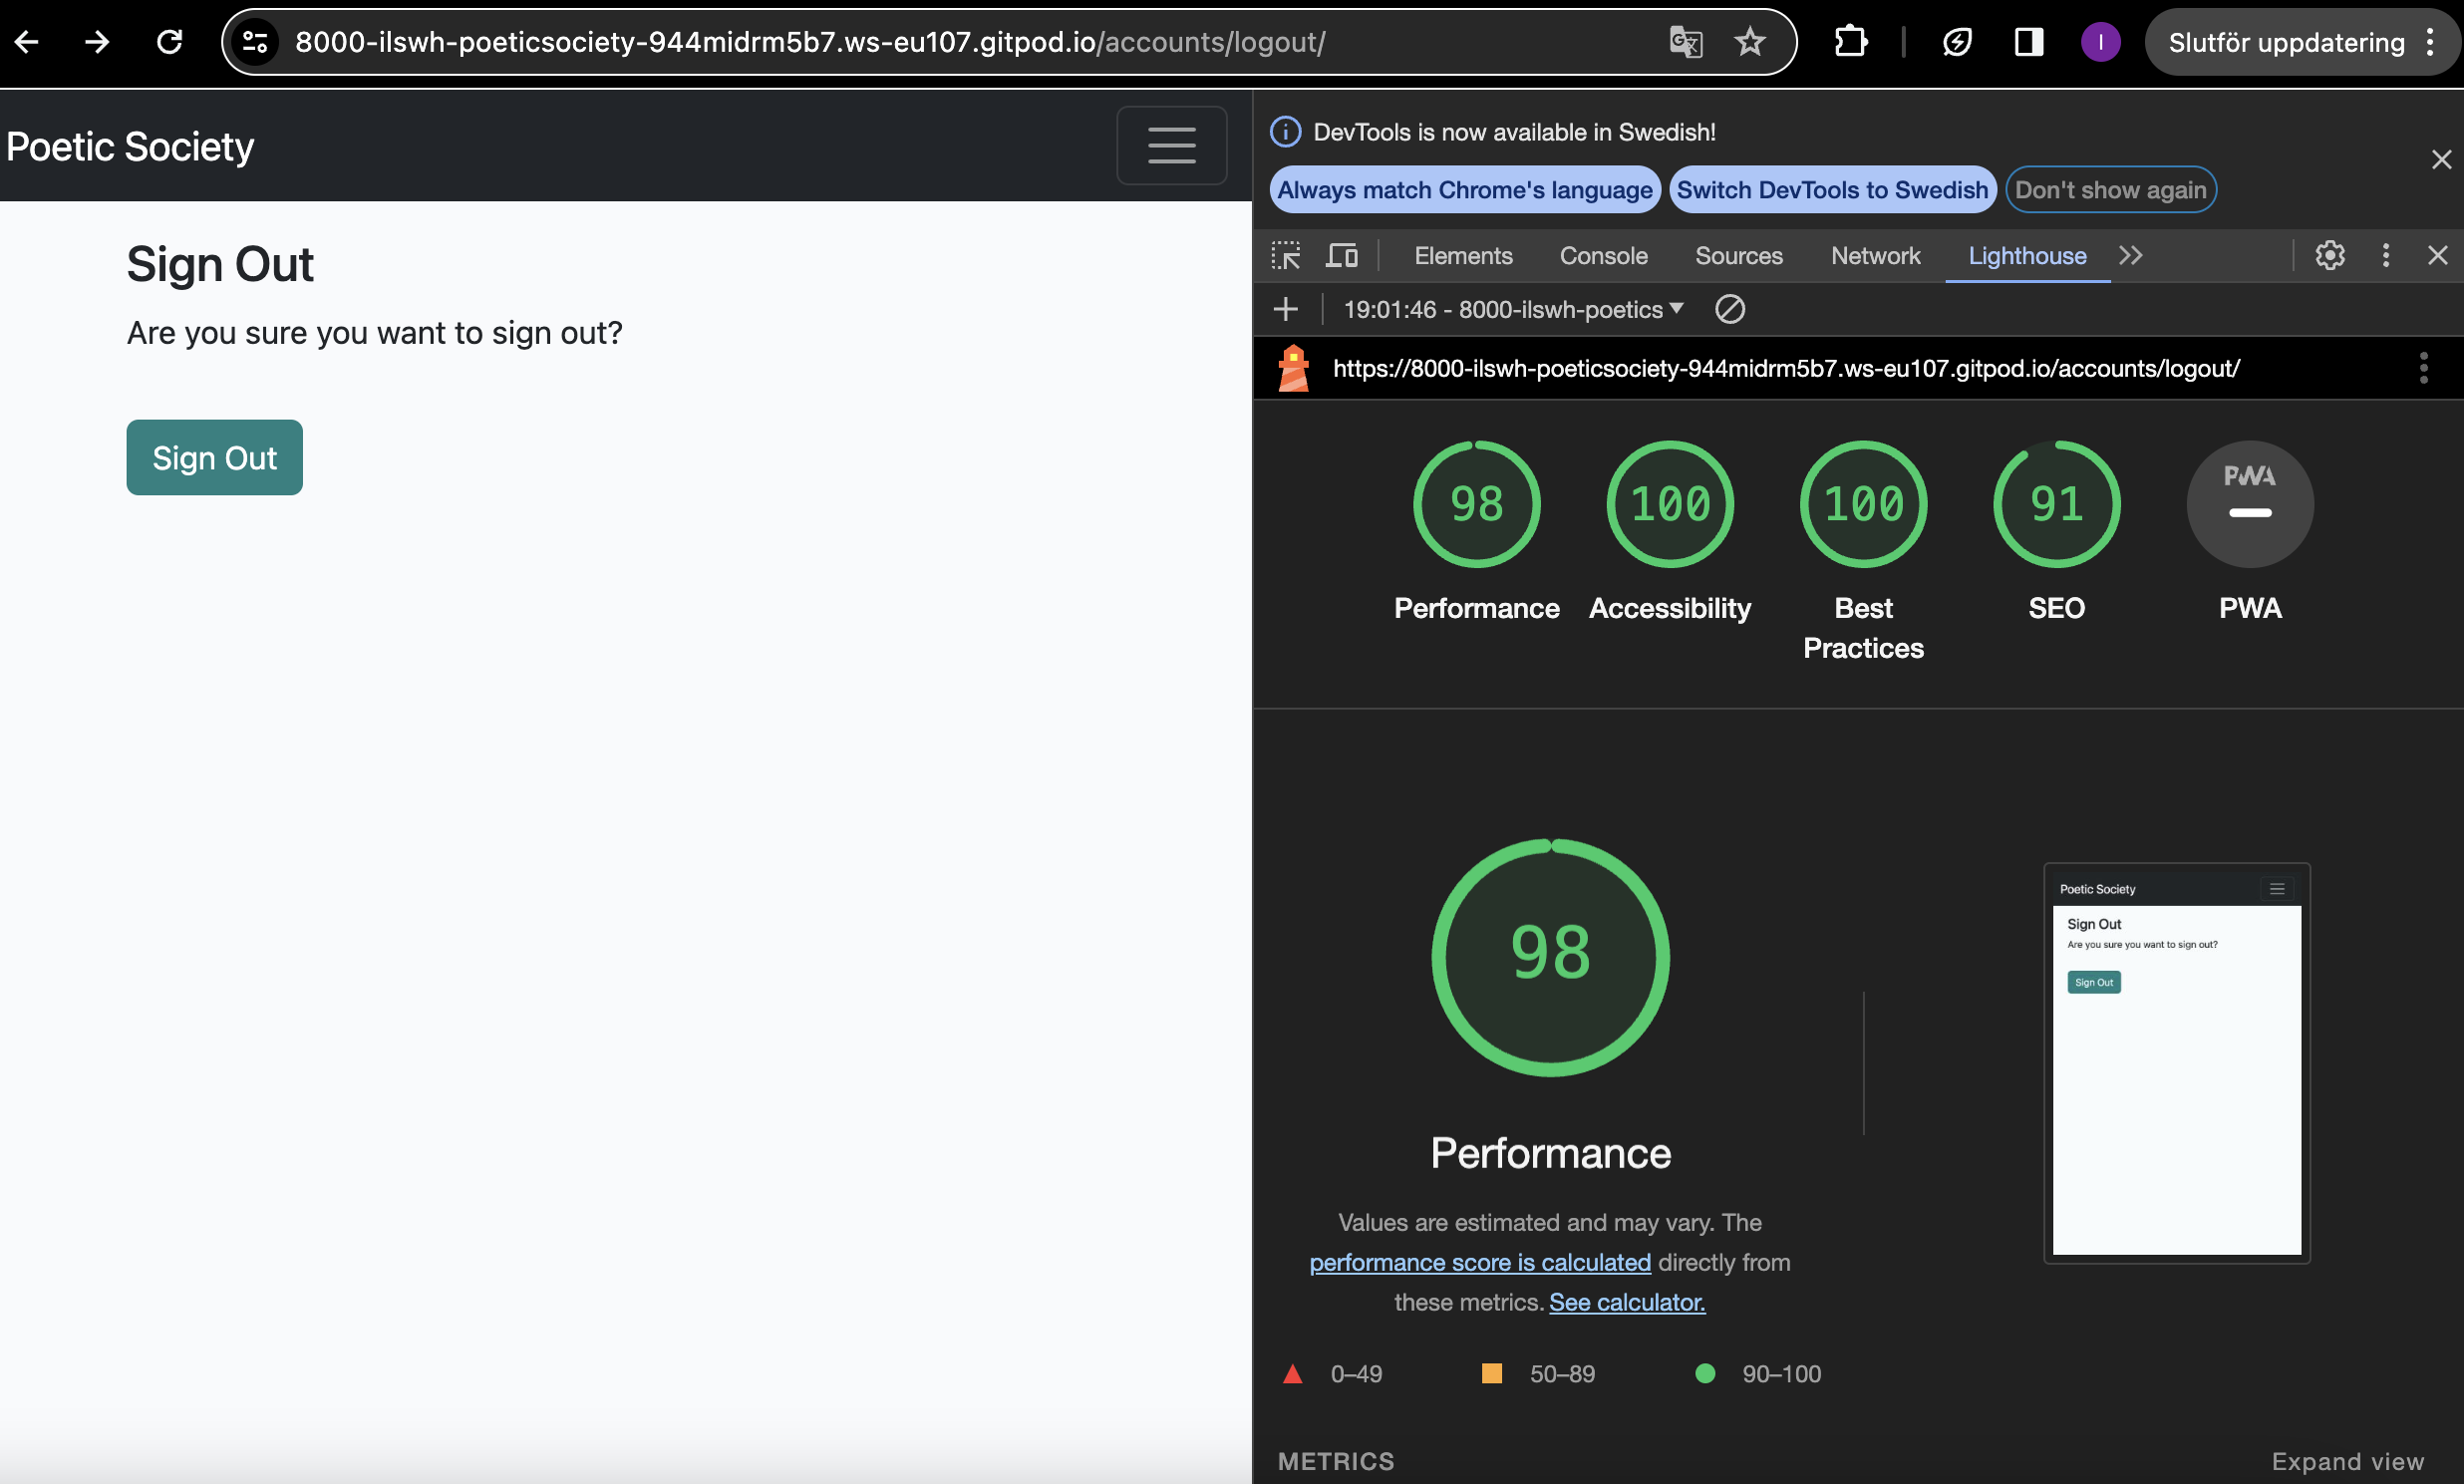 8000-ilswh-poeticsociety-944midrm5b7.ws-eu107.gitpod.io/accounts/logout/
I
Slutför uppdatering
Poetic Society
Sign Out
Are you sure you want to sign out?
Sign Out
DevTools is now available in Swedish!
Always match Chrome's language
Switch DevTools to Swedish
Don't show again
Elements
Console
Sources
Network
Lighthouse
19:01:46 - 8000-ilswh-poetics
https://8000-ilswh-poeticsociety-944midrm5b7.ws-eu107.gitpod.io/accounts/logout/
98
100
100
91
PWA
Performance
Accessibility
Best
Practices
SEO
PWA
98
Performance
Values are estimated and may vary. The
performance score is calculated directly from
these metrics. See calculator.
0–49
50–89
90–100
Poetic Society
Sign Out
Are you sure you want to sign out?
Sign Out
METRICS
Expand view